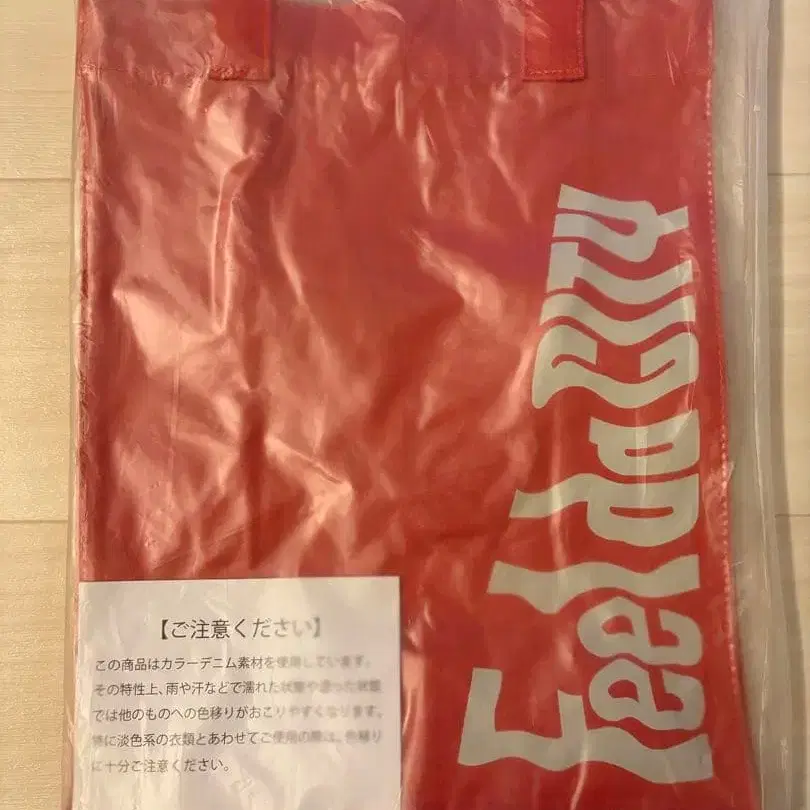 Feel da CITY
【ご注意ください】
この商品はカラーデニム素材を使用しています。
その特性上、雨や汗などで濡れた状態や湿った状態
では他のものへの色移りがおこりやすくなります。
特に淡色系の衣類とあわせてご使用の際は、色移り
に十分ご注意ください。